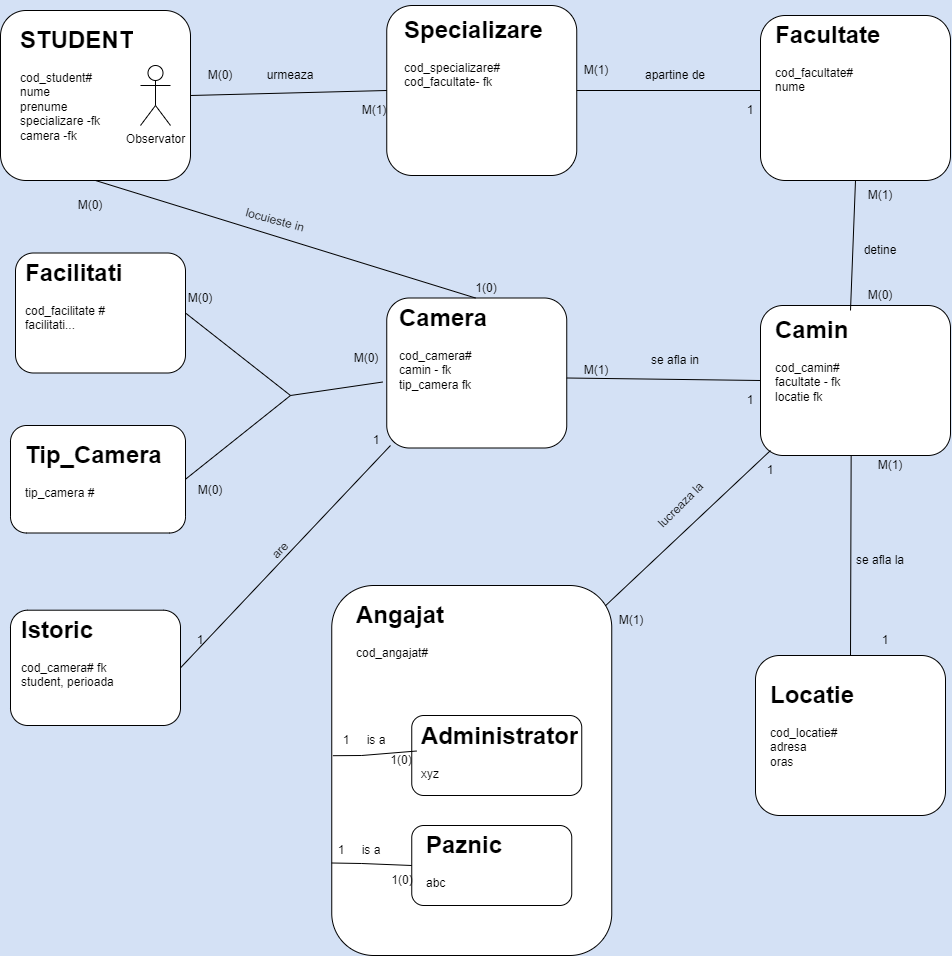 STUDENT
cod_student#
nume
prenume
specializare -fk
camera -fk
Observator
M(0)
urmeaza
M(1)
Specializare
cod_specializare#
cod_facultate- fk
M(1)
apartine de
1
Facultate
cod_facultate#
nume
M(0)
locuieste in
1(0)
M(1)
detine
M(0)
Facilitati
cod_facilitate #
facilitati...
M(0)
M(0)
Camera
cod_camera#
camin - fk
tip_camera fk
M(1)
se afla in
1
Camin
cod_camin#
facultate - fk
locatie fk
Tip_Camera
tip_camera #
M(0)
1
are
1
1
lucreaza la
M(1)
M(1)
se afla la
1
Istoric
cod_camera# fk
student, perioada
Angajat
cod_angajat#
1
is a
1(0)
Administrator
xyz
1
is a
1(0)
Paznic
abc
Locatie
cod_locatie#
adresa
oras